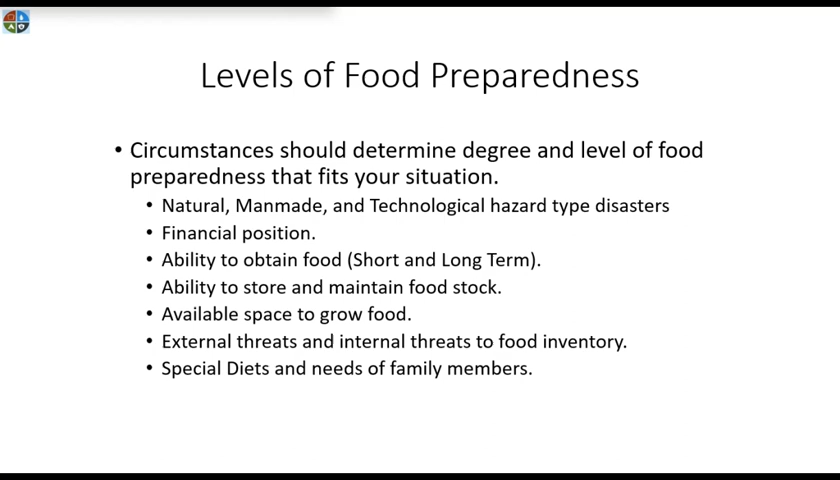 Levels of Food Preparedness
• Circumstances should determine degree and level of food
preparedness that fits your situation.
• Natural, Manmade, and Technological hazard type disasters
• Financial position.
• Ability to obtain food (Short and Long Term).
• Ability to store and maintain food stock.
• Available space to grow food.
• External threats and internal threats to food inventory.
• Special Diets and needs of family members.